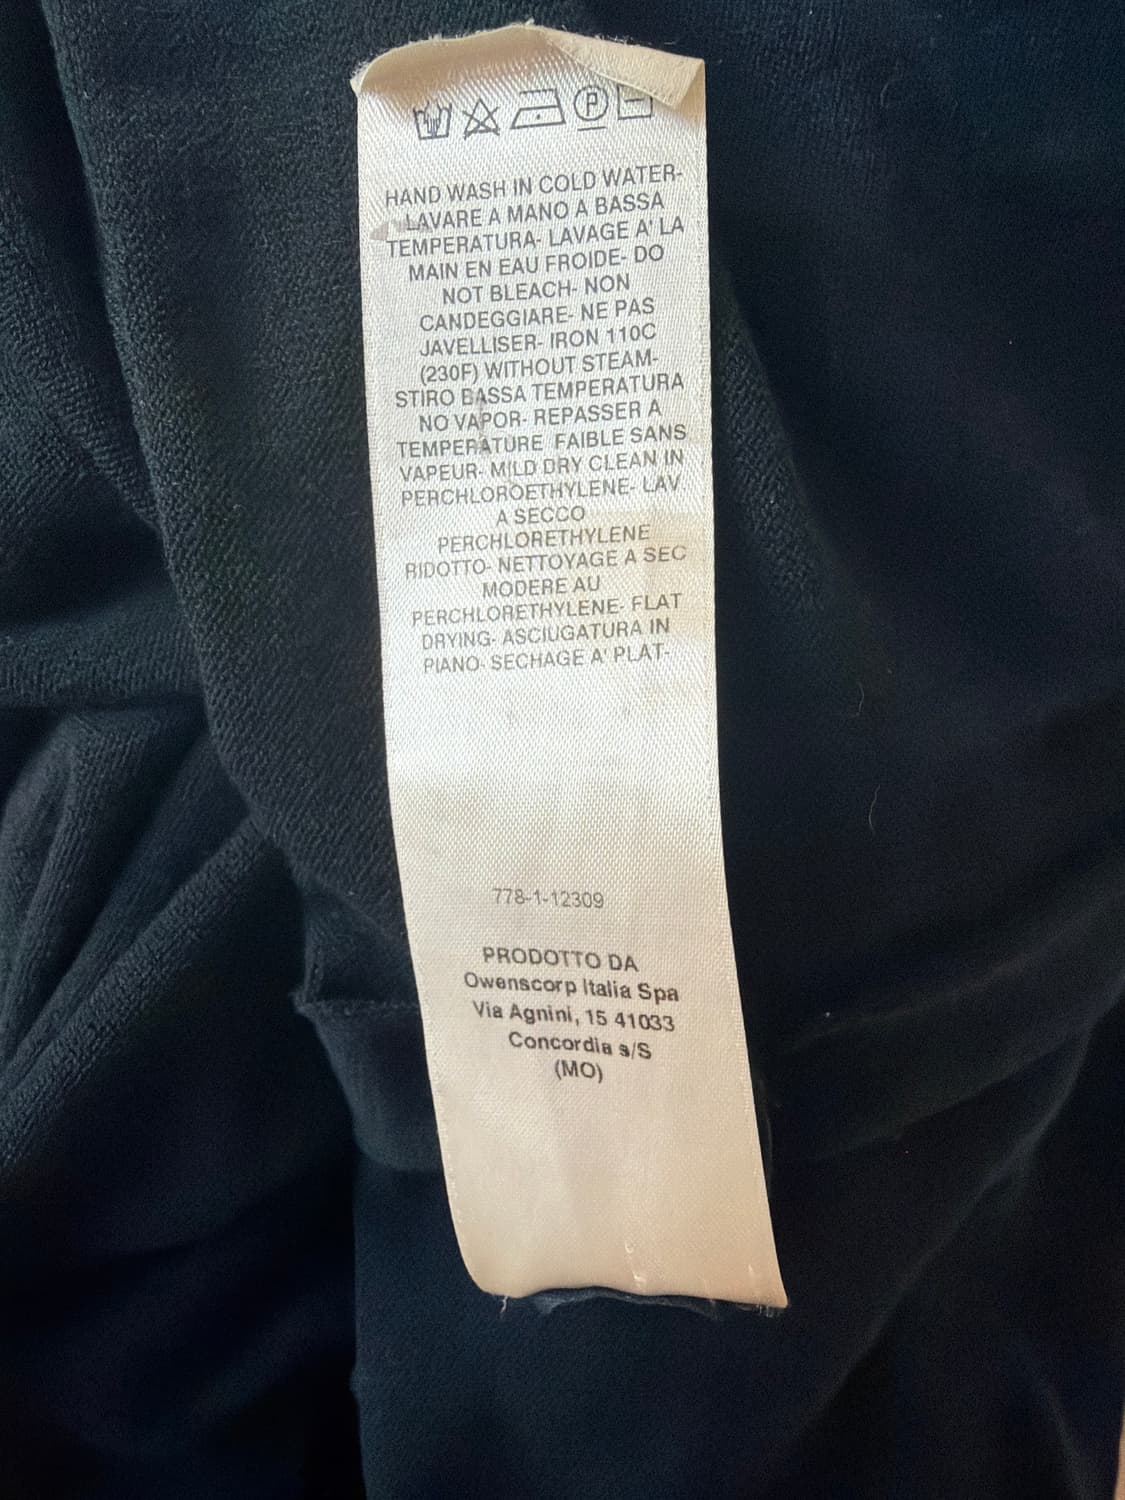 P
HAND WASH IN COLD WATER-
LAVARE A MANO A BASSA
TEMPERATURA- LAVAGE A' LA
MAIN EN EAU FROIDE- DO
NOT BLEACH- NON
CANDEGGIARE- NE PAS
JAVELLISER- IRON 110C
(230F) WITHOUT STEAM-
STIRO BASSA TEMPERATURA
NO VAPOR- REPASSER A
TEMPERATURE FAIBLE SANS
VAPEUR- MILD DRY CLEAN IN
PERCHLOROETHYLENE- LAV
A SECCO
PERCHLORETHYLENE
RIDOTTO- NETTOYAGE A SEC
MODERE AU
PERCHLORETHYLENE- FLAT
DRYING- ASCIUGATURA IN
PIANO- SECHAGE A' PLAT-
778-1-12309
PRODOTTO DA
Owenscorp Italia Spa
Via Agnini, 15 41033
Concordia s/S
(MO)